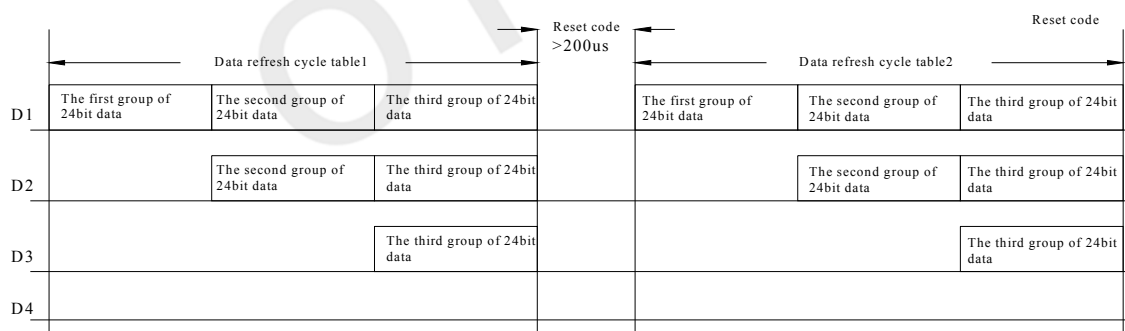 Reset code
>200us
Reset code
Data refresh cycle table1
Data refresh cycle table2
D1
The first group of
24bit data
The second group of
24bit data
The third group of 24bit
data
The first group of
24bit data
The second group of
24bit data
The third group of 24bit
data
D2
The second group of
24bit data
The third group of 24bit
data
The second group of
24bit data
The third group of 24bit
data
D3
The third group of 24bit
data
The third group of 24bit
data
D4